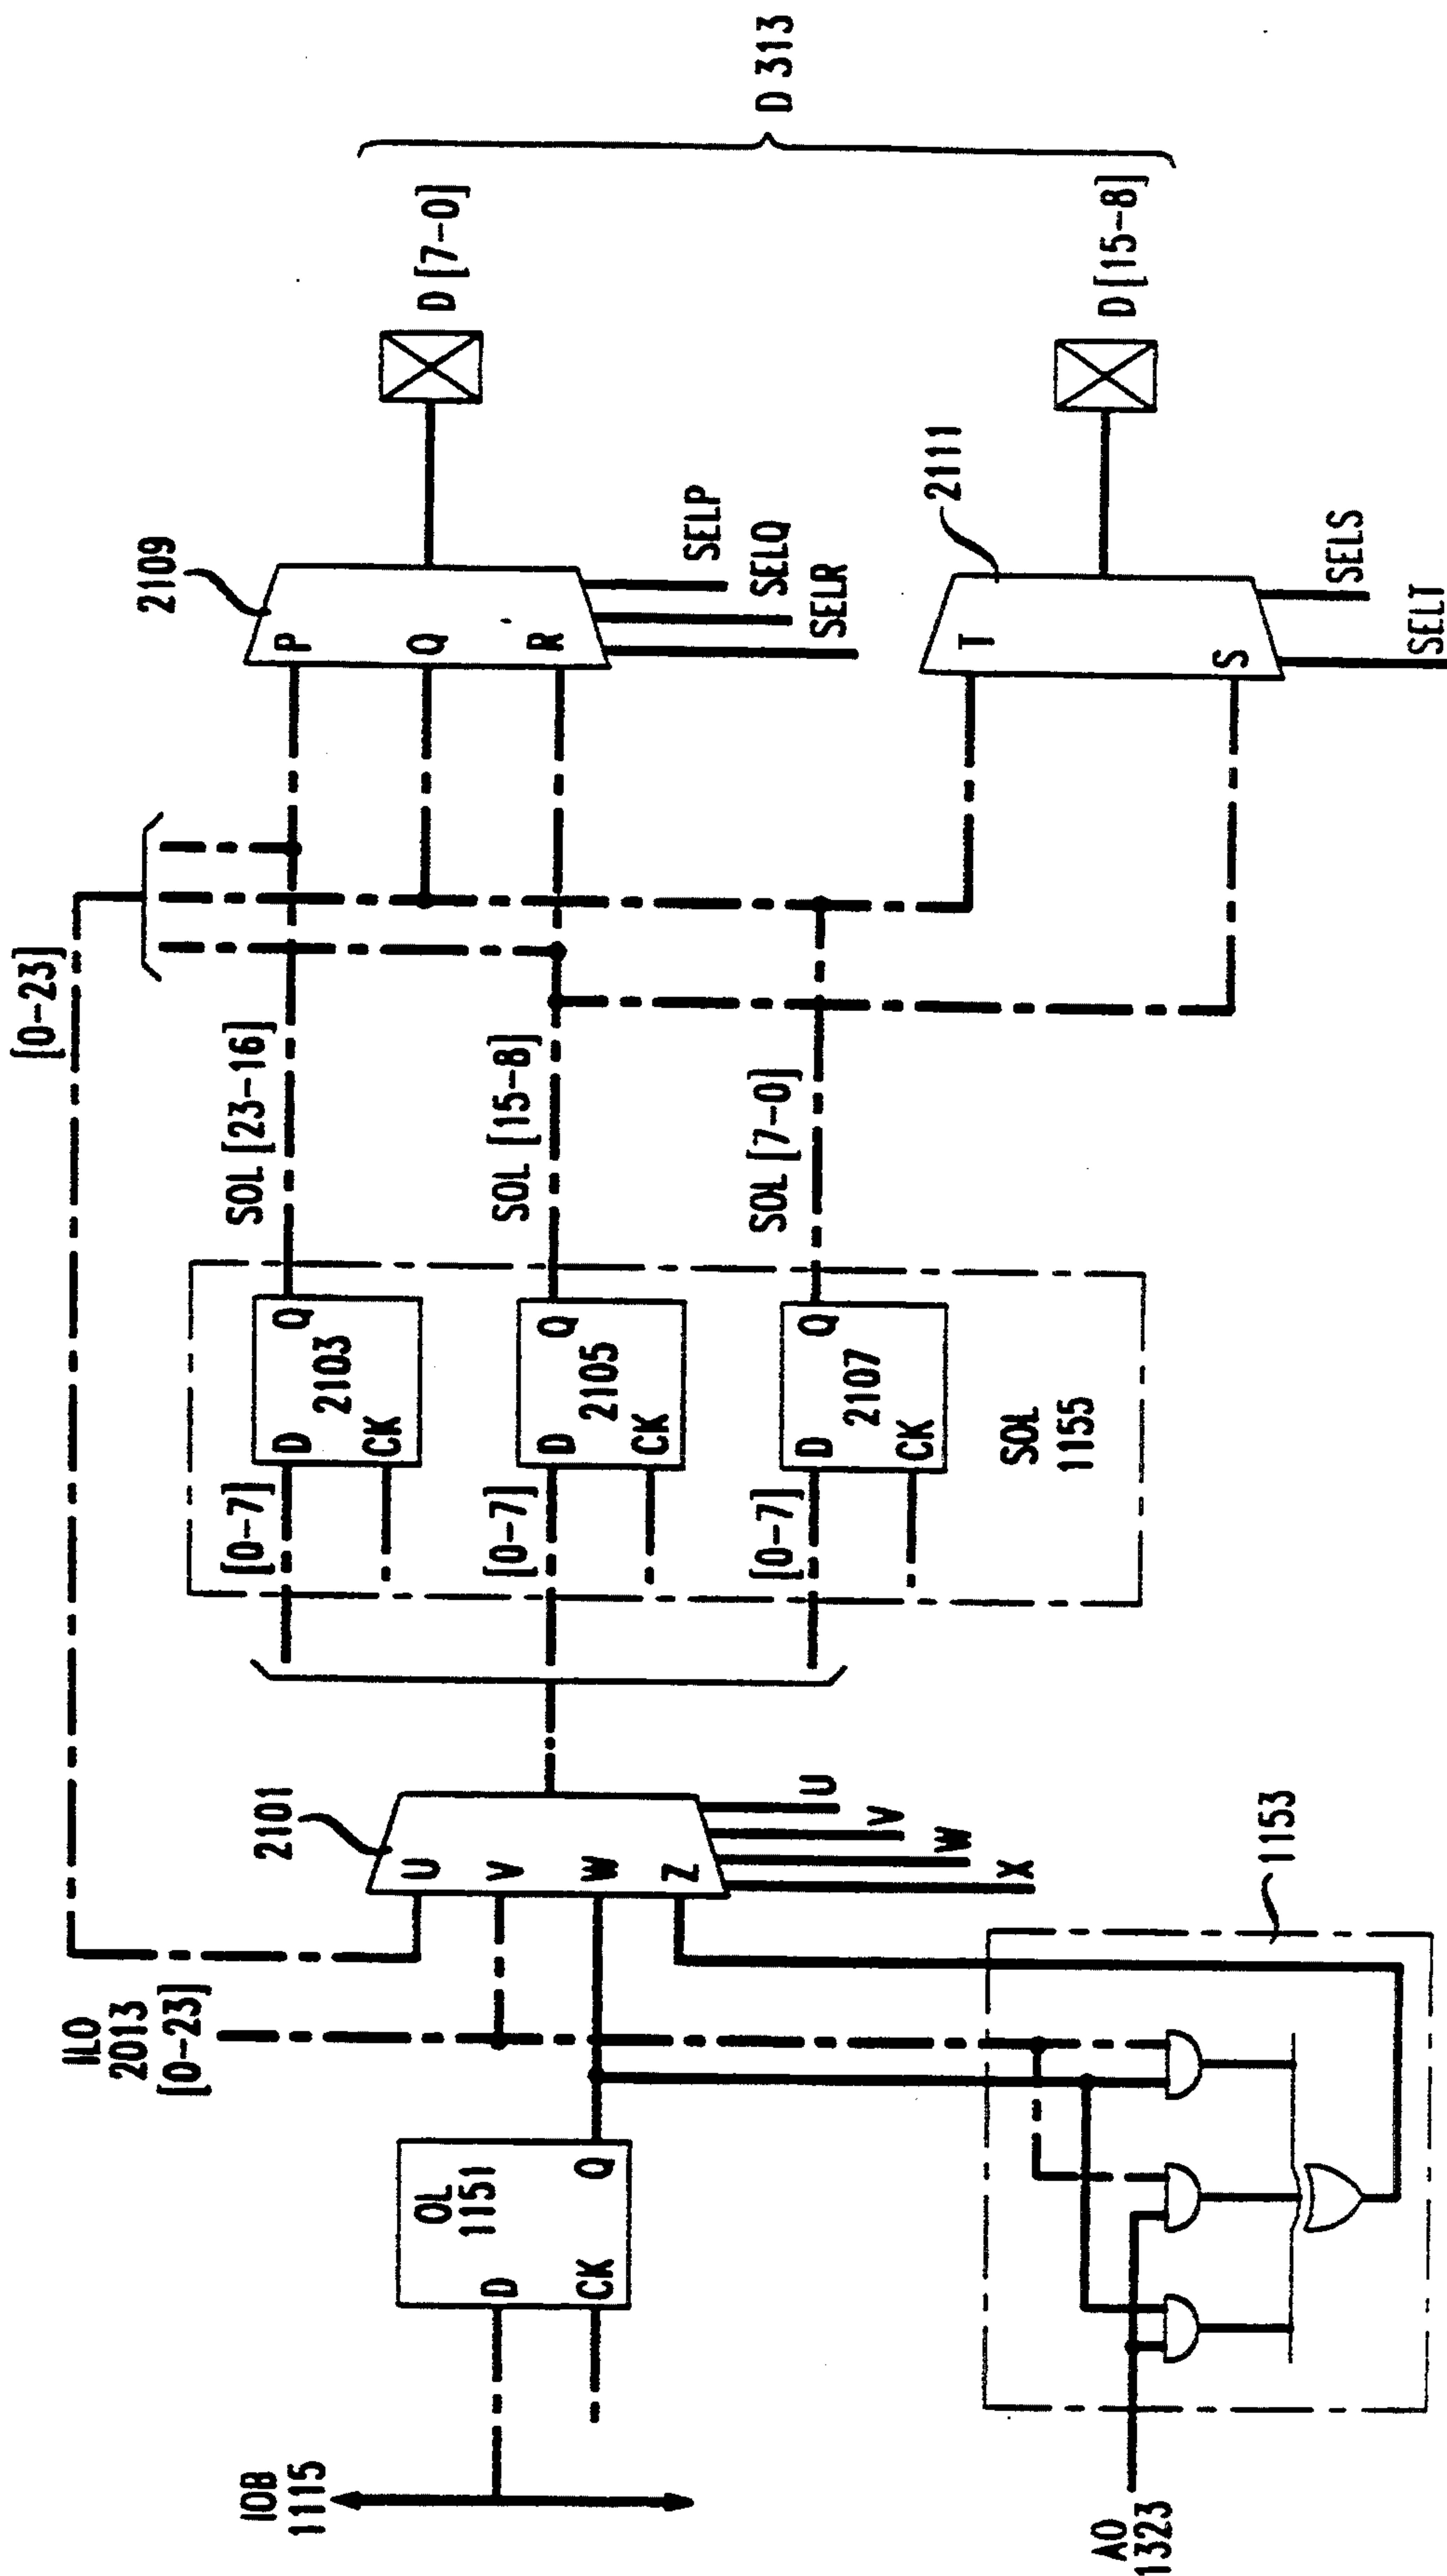 [0-23]
ILO
2013
[0-23]
IOB
1115
OL
1151
D
Q
CK
2101
U
V
W
Z
U
V
W
X
1153
AO
1323
[0-7]
D
Q
2103
CK
[0-7]
D
Q
2105
CK
[0-7]
D
Q
2107
CK
SOL
1155
SOL [23-16]
SOL [15-8]
SOL [7-0]
2109
P
Q
R
SELP
SELQ
SELR
2111
T
S
SELS
SELT
D [7-0]
D [15-8]
D 313